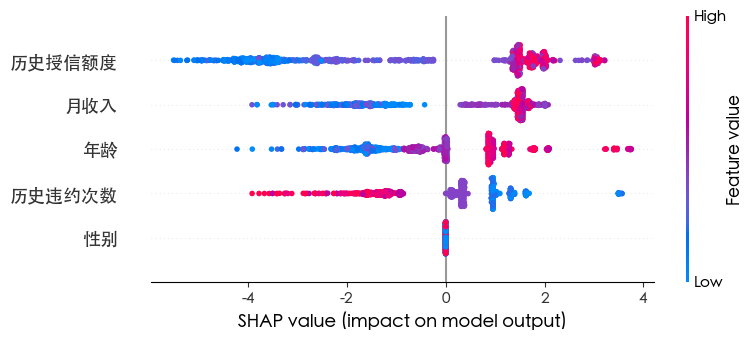 High
历史授信额度
月收入
年龄
历史违约次数
性别
Feature value
Low
-4 -2 0 2 4
SHAP value (impact on model output)